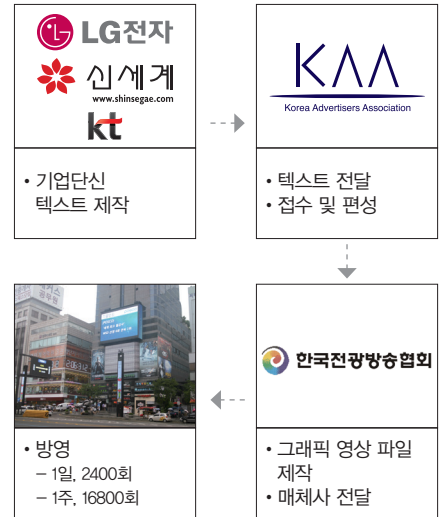 LG전자
신세계
www.shinsegae.com
kt
• 기업단신
텍스트 제작
KAA
Korea Advertisers Association
• 텍스트 전달
• 접수 및 편성
• 방영
– 1일, 2400회
– 1주, 16800회
한국전광방송협회
• 그래픽 영상 파일
제작
• 매체사 전달